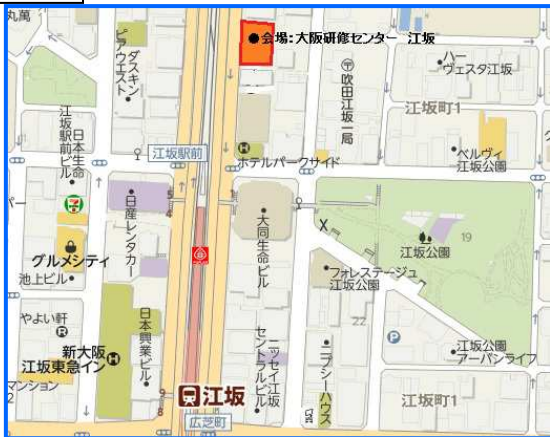 丸萬
ダスキン
ピアウエスト
●会場:大阪研修センター 江坂
吹田江坂一局
ハーヴェスタ江坂
江坂町1
ベルヴィ
江坂公園
日本生命
江坂駅前ビル
江坂駅前
H
ホテルパークサイド
パー
日産レンタカー
5
4
1
大同生命ビル
X
19
江坂公園
グルメシティ
池上ビル
フォレステージュ
江坂公園
22
やよい軒
R
日本興業ビル
新大阪
江坂東急イン
H
ニッセイ江坂
セントラルビル
P
江坂公園
アーバンライフ
マンション
2
9
8
江坂
広芝町
江坂町1